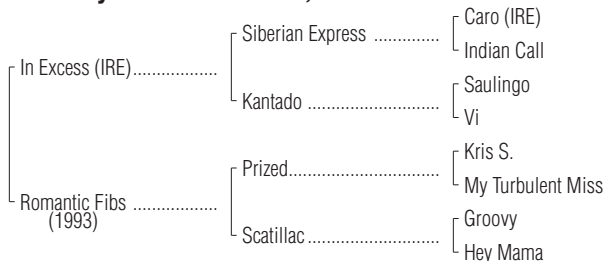 Caro (IRE)
Siberian Express ..............
Indian Call
In Excess (IRE)..................
Saulingo
Kantado ............................
Vi
Kris S.
Prized................................
My Turbulent Miss
Romantic Fibs ..................
(1993)
Groovy
Scatillac............................
Hey Mama